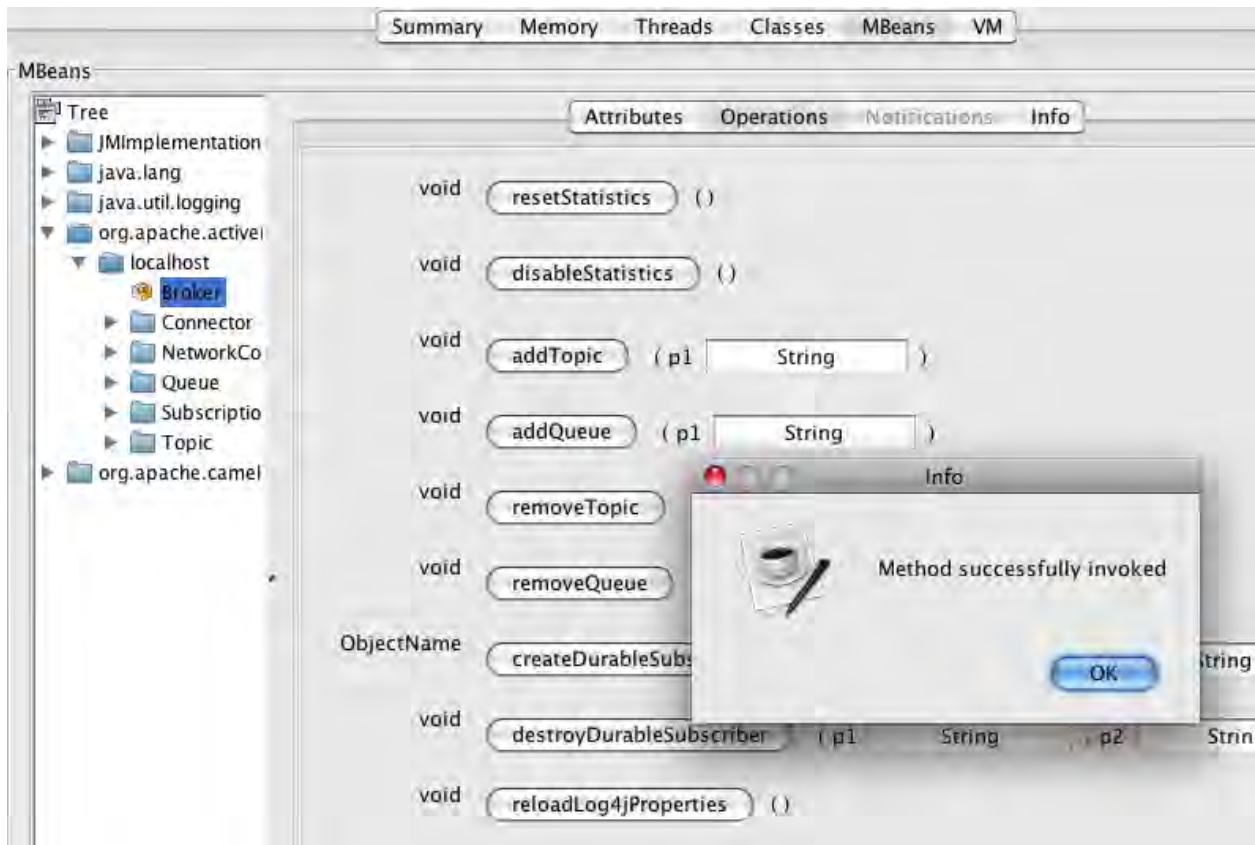 Summary Memory Threads Classes MBeans VM
MBeans
Tree
JMImplementation
java.lang
java.util.logging
org.apache.activei
localhost
Broker
Connector
NetworkCo
Queue
Subscriptio
Topic
org.apache.camel
Attributes Operations Notifications Info
void resetStatistics ()
void disableStatistics ()
void addTopic ( p1 String )
void addQueue ( p1 String )
void removeTopic
void removeQueue
ObjectName createDurableSubs String
void destroyDurableSubscriber ( p1 String , p2 Strin
void reloadLog4jProperties ()
Info
Method successfully invoked
OK